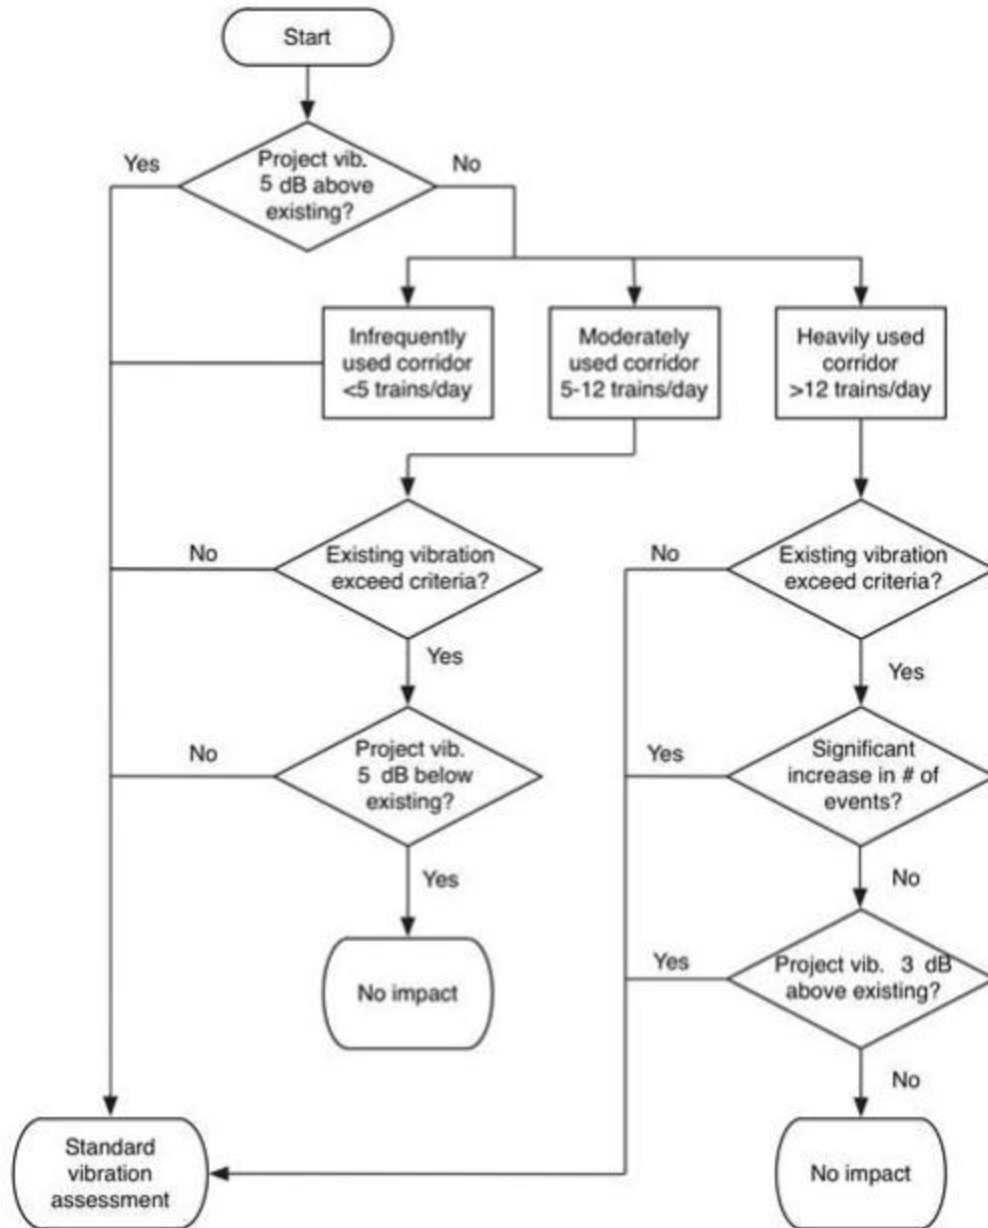 Start
Yes
Project vib.
5 dB above
existing?
No
Infrequently
used corridor
<5 trains/day
Moderately
used corridor
5-12 trains/day
Heavily used
corridor
>12 trains/day
No
Existing vibration
exceed criteria?
No
Existing vibration
exceed criteria?
Yes
Yes
No
Project vib.
5 dB below
existing?
Yes
Significant
increase in # of
events?
Yes
No
No impact
Yes
Project vib. 3 dB
above existing?
No
Standard
vibration
assessment
No impact